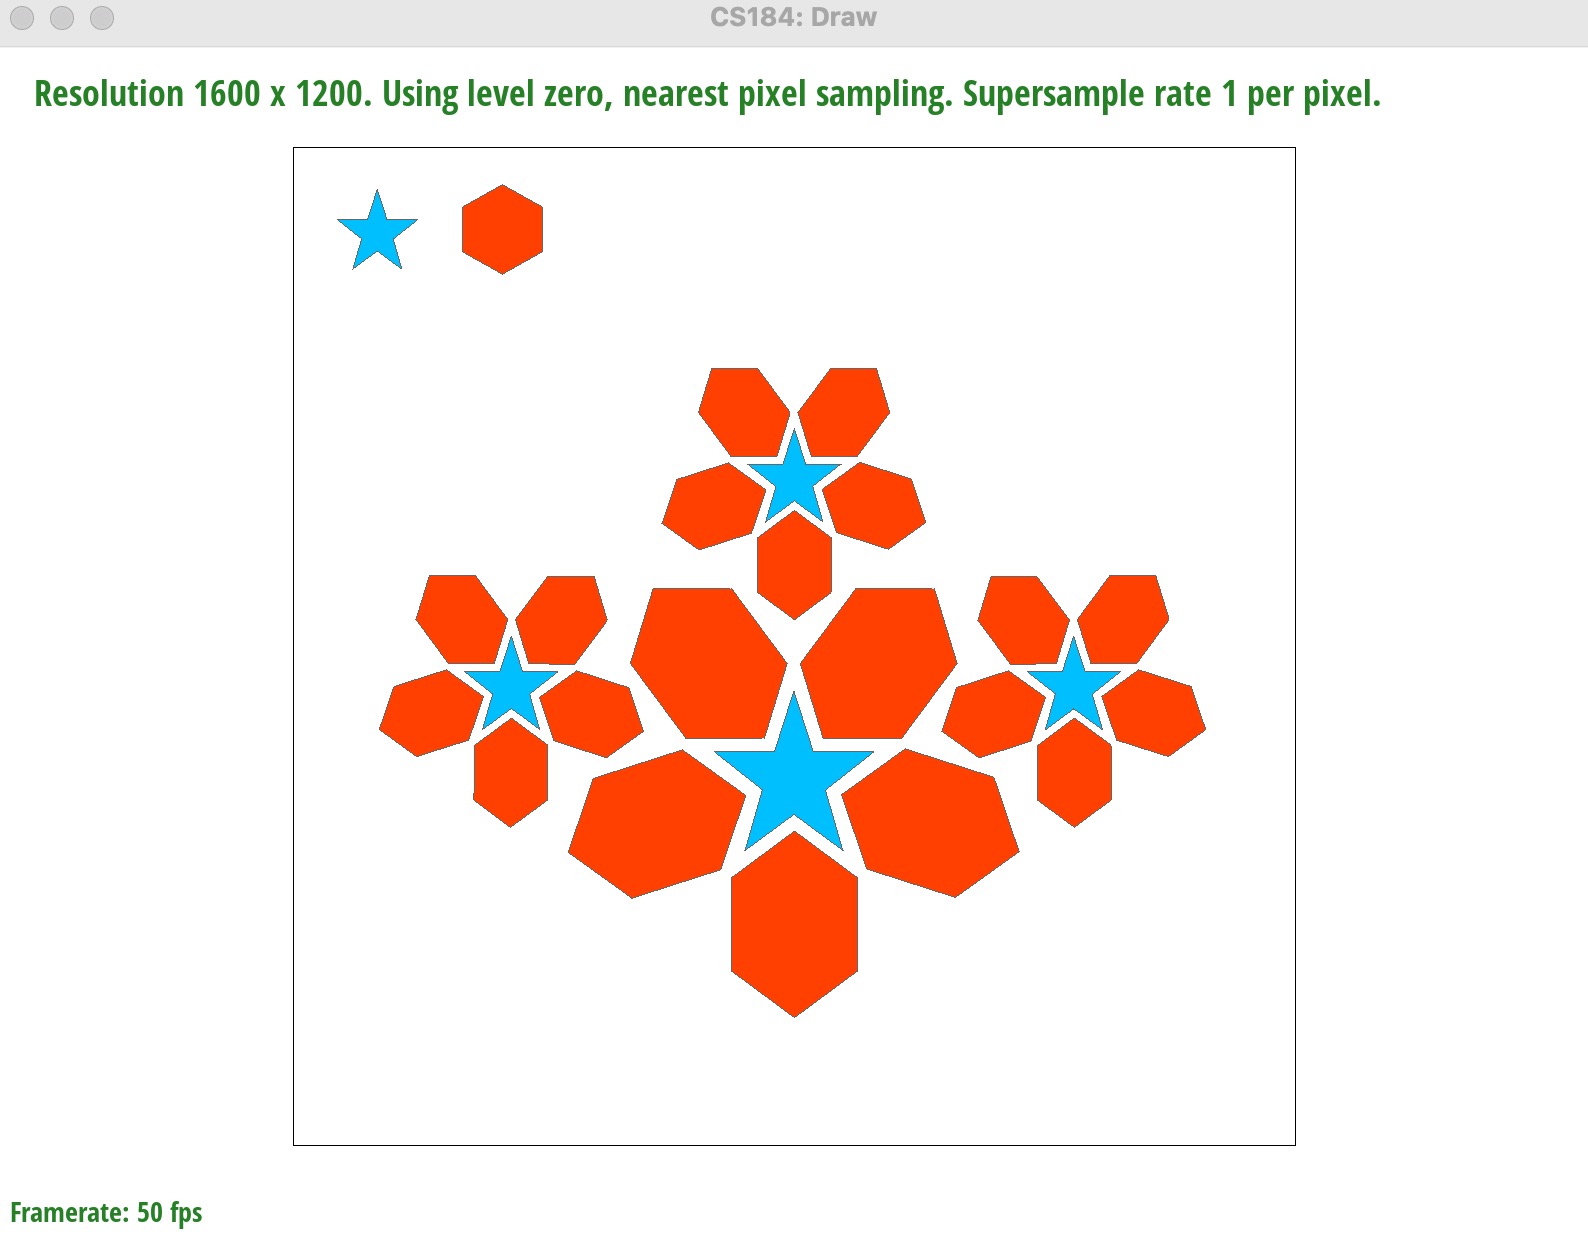 CS184: Draw
Resolution 1600 x 1200. Using level zero, nearest pixel sampling. Supersample rate 1 per pixel.
Framerate: 50 fps